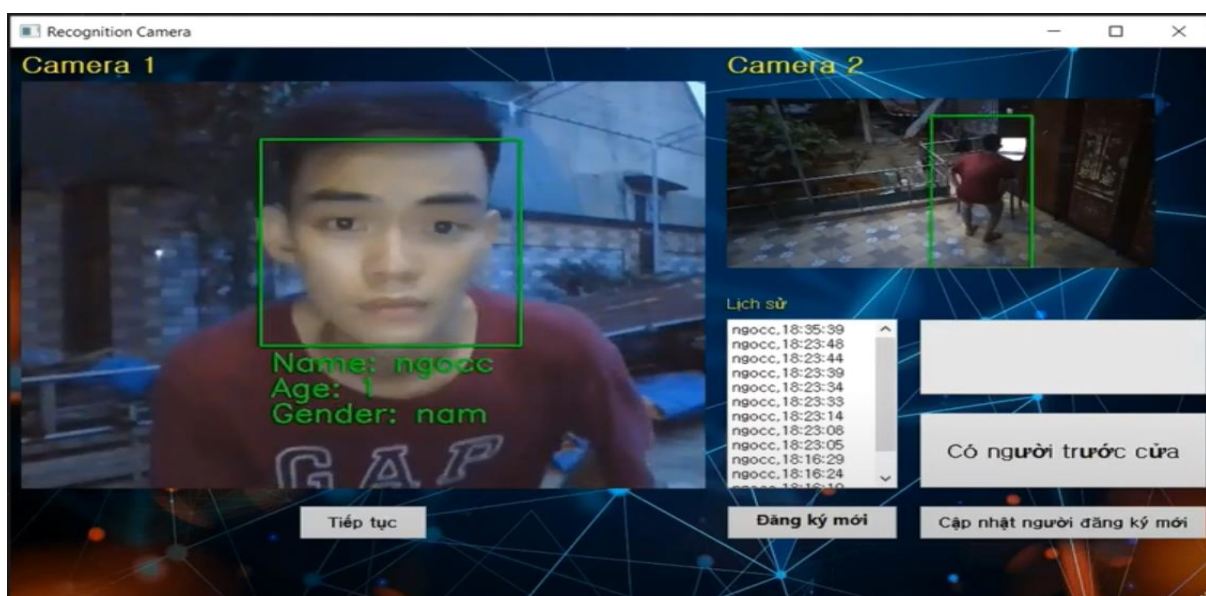 Recognition Camera
Camera 1
Camera 2
Name: ngocc
Age: 1
Gender: nam
GAP
Lịch sử
ngocc,18:35:39
ngocc,18:23:48
ngocc,18:23:44
ngocc,18:23:39
ngocc,18:23:34
ngocc,18:23:33
ngocc,18:23:14
ngocc,18:23:08
ngocc,18:23:05
ngocc,18:16:29
ngocc,18:16:24
Có người trước cửa
Tiếp tục
Đăng ký mới
Cập nhật người đăng ký mới